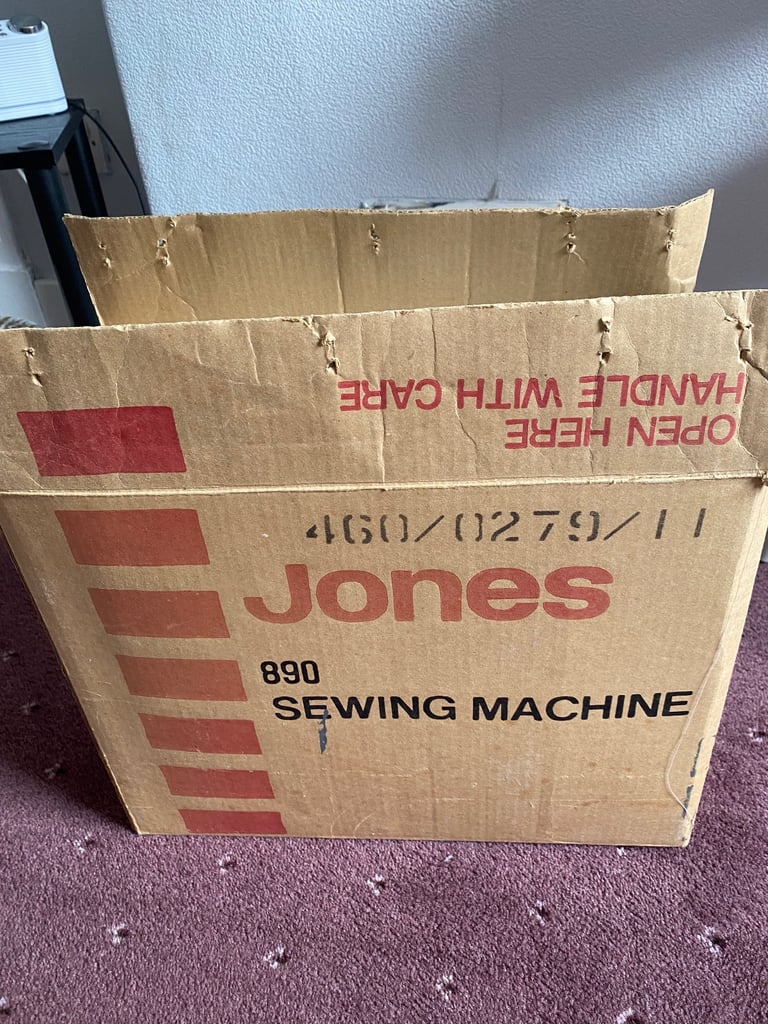 OPEN HERE
HANDLE WITH CARE
460/0279/11
Jones
890
SEWING MACHINE